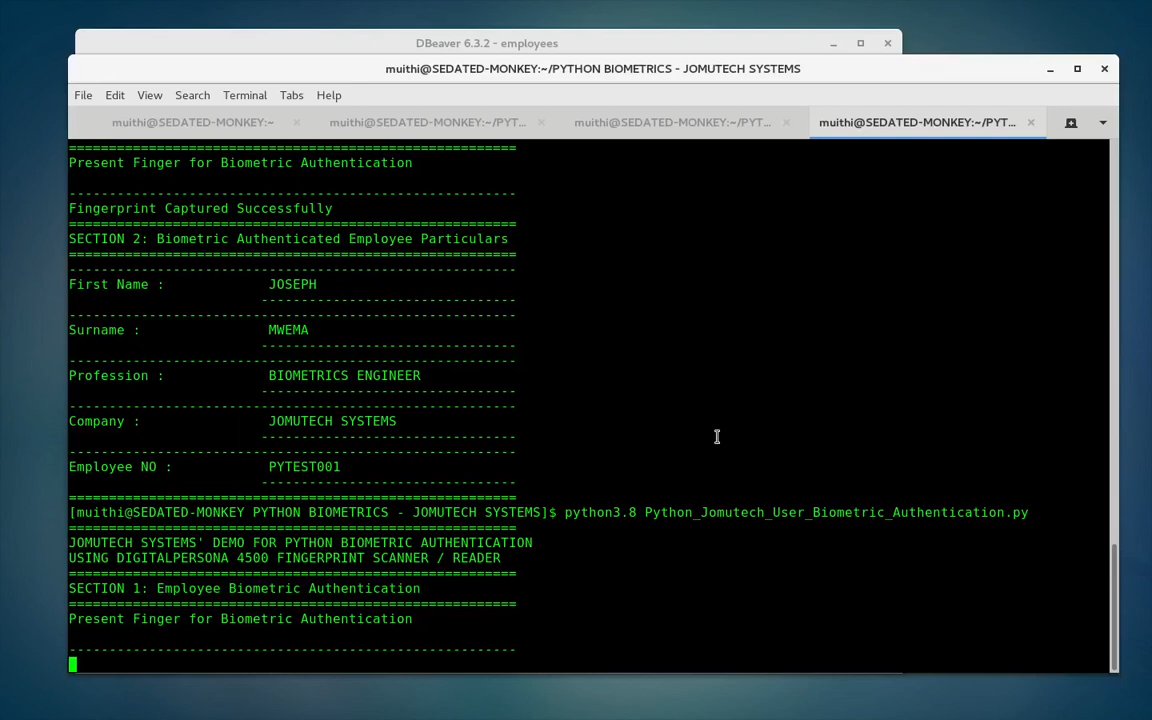 DBeaver 6.3.2 - employees
muithi@SEDATED-MONKEY:~/PYTHON BIOMETRICS - JOMUTECH SYSTEMS
File Edit View Search Terminal Tabs Help
muithi@SEDATED-MONKEY:~ muithi@SEDATED-MONKEY:~/PYT... muithi@SEDATED-MONKEY:~/PYT... muithi@SEDATED-MONKEY:~/PYT...
========================================================
Present Finger for Biometric Authentication
--------------------------------------------------------
Fingerprint Captured Successfully
========================================================
SECTION 2: Biometric Authenticated Employee Particulars
========================================================
--------------------------------------------------------
First Name : JOSEPH
--------------------------------
--------------------------------------------------------
Surname : MWEMA
--------------------------------
--------------------------------------------------------
Profession : BIOMETRICS ENGINEER
--------------------------------
--------------------------------------------------------
Company : JOMUTECH SYSTEMS
--------------------------------
--------------------------------------------------------
Employee NO : PYTEST001
--------------------------------
========================================================
[muithi@SEDATED-MONKEY PYTHON BIOMETRICS - JOMUTECH SYSTEMS]$ python3.8 Python_Jomutech_User_Biometric_Authentication.py
========================================================
JOMUTECH SYSTEMS' DEMO FOR PYTHON BIOMETRIC AUTHENTICATION
USING DIGITALPERSONA 4500 FINGERPRINT SCANNER / READER
========================================================
SECTION 1: Employee Biometric Authentication
========================================================
Present Finger for Biometric Authentication
--------------------------------------------------------